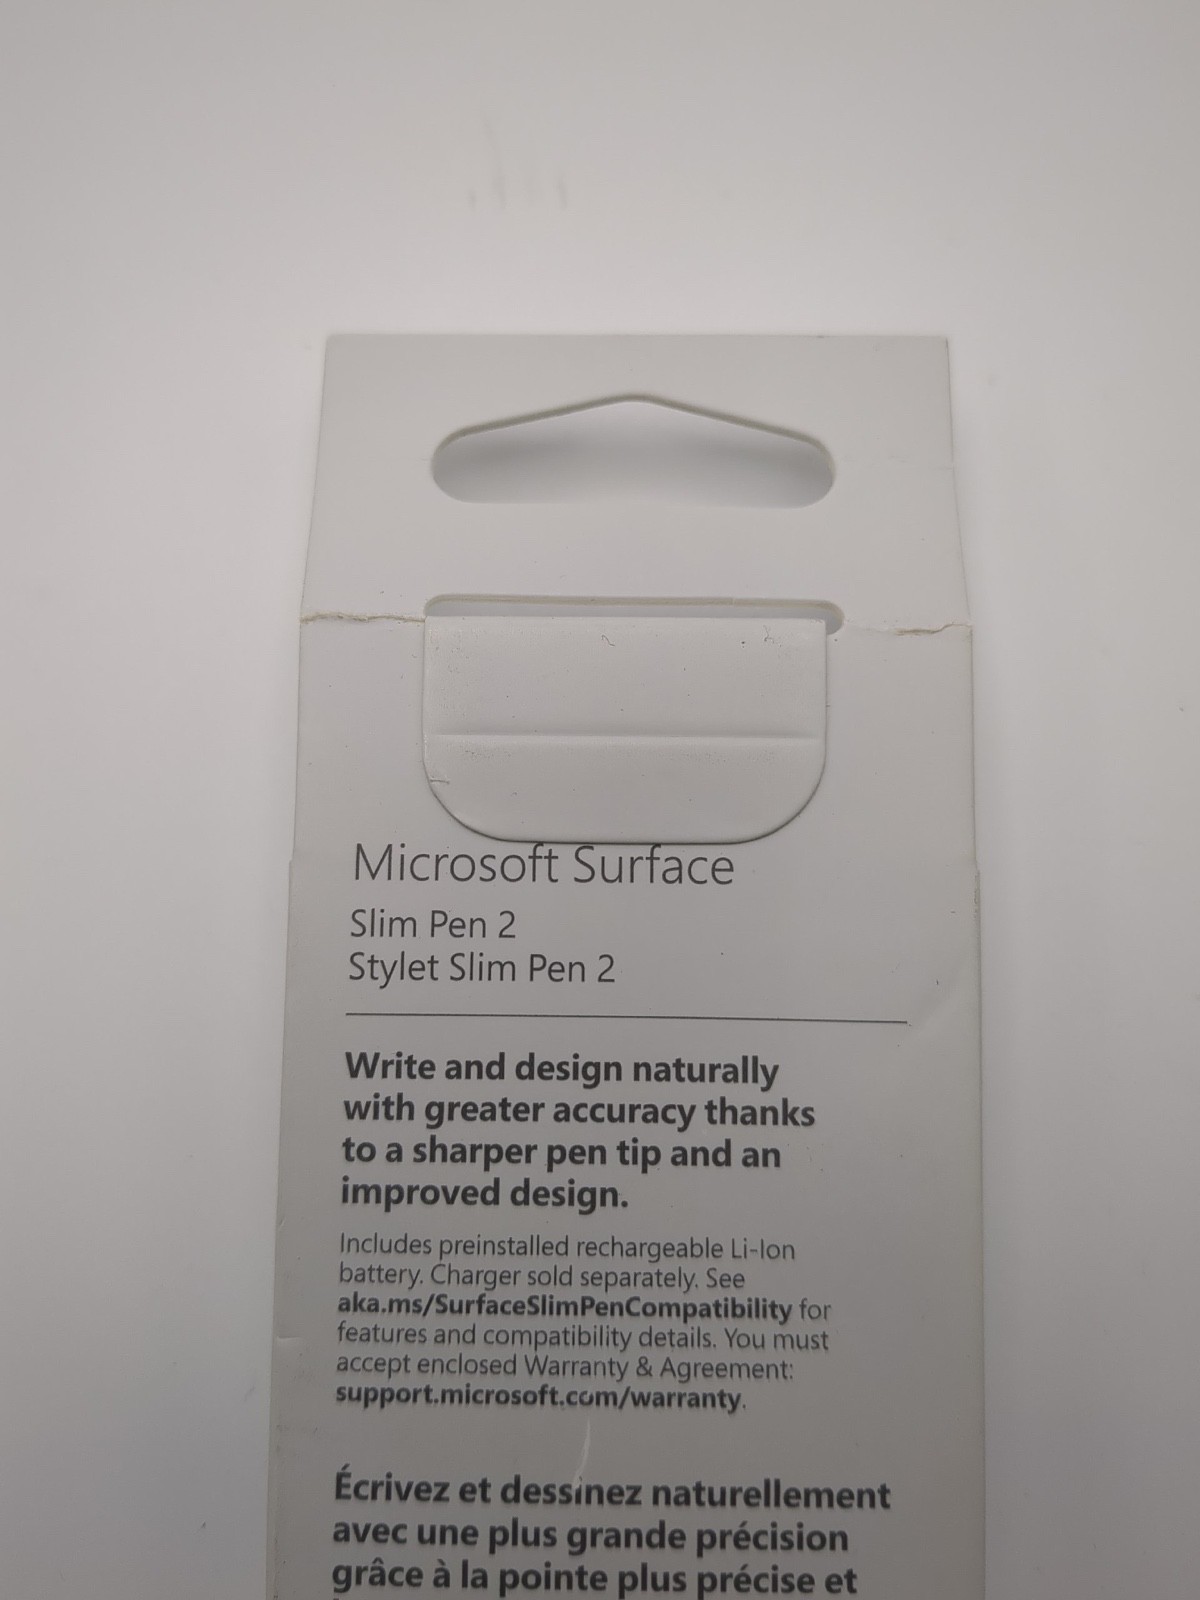 Microsoft Surface
Slim Pen 2
Stylet Slim Pen 2
Write and design naturally
with greater accuracy thanks
to a sharper pen tip and an
improved design.
Includes preinstalled rechargeable Li-Ion
battery. Charger sold separately. See
aka.ms/SurfaceSlimPenCompatibility for
features and compatibility details. You must
accept enclosed Warranty & Agreement:
support.microsoft.com/warranty.
Écrivez et dessinez naturellement
avec une plus grande précision
grâce à la pointe plus précise et